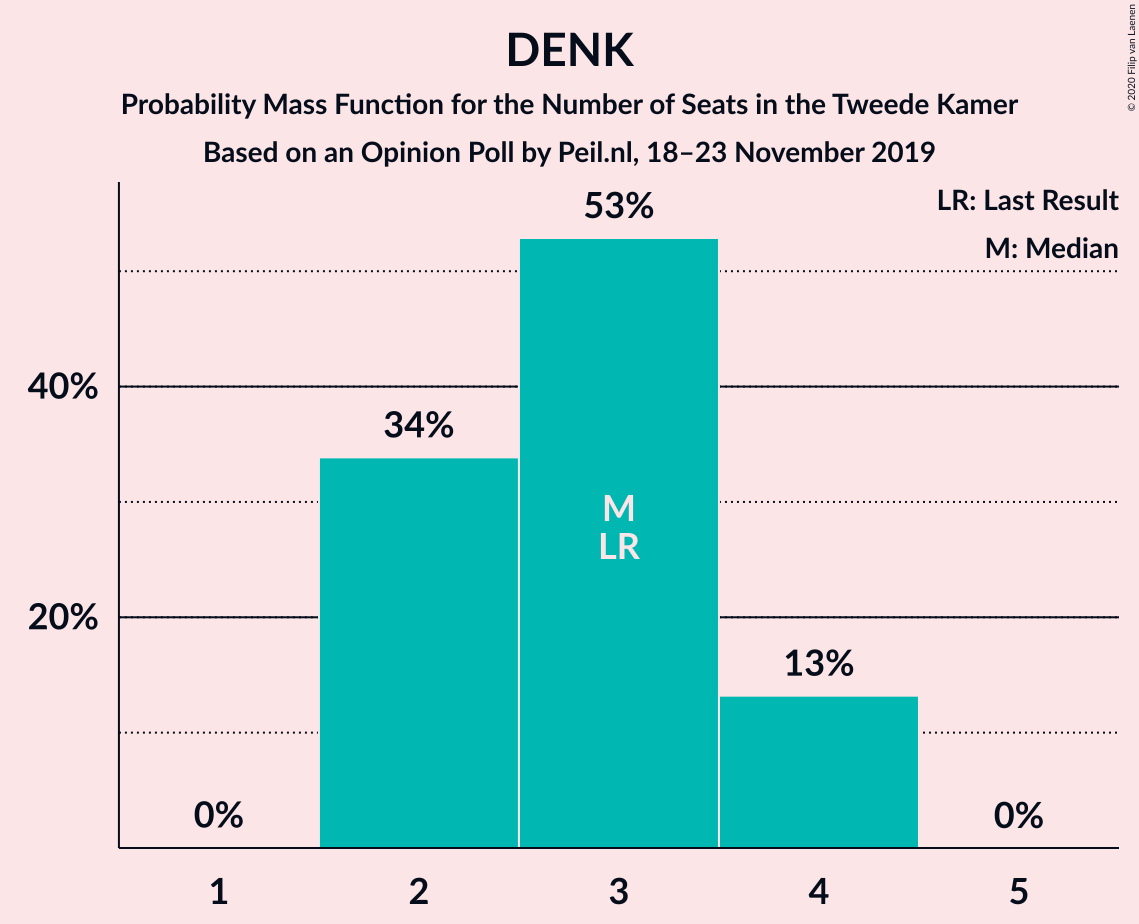 DENK
Probability Mass Function for the Number of Seats in the Tweede Kamer
Based on an Opinion Poll by Peil.nl, 18–23 November 2019
© 2020 Filip van Laenen
LR: Last Result
M: Median
53%
40%
34%
M
LR
20%
13%
0%
0%
1 2 3 4 5